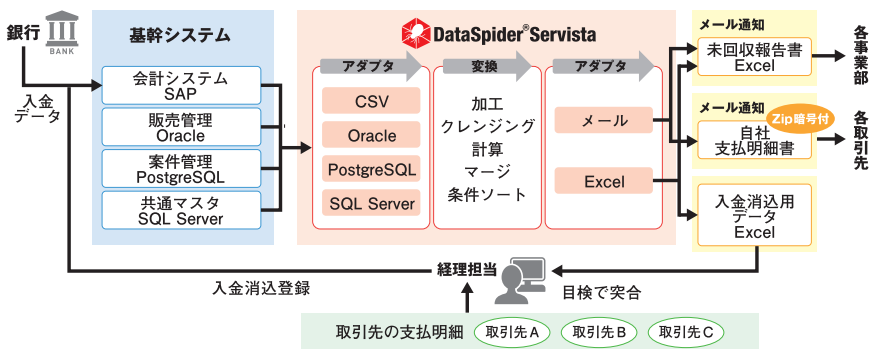 銀行
BANK
入金
データ
基幹システム
会計システム
SAP
販売管理
Oracle
案件管理
PostgreSQL
共通マスタ
SQL Server
DataSpider® Servista
アダプタ
CSV
Oracle
PostgreSQL
SQL Server
変換
加工
クレンジング
計算
マージ
条件ソート
アダプタ
メール
Excel
メール通知
未回収報告書
Excel
各事業部
メール通知
Zip暗号付
自社
支払明細書
各取引先
入金消込用
データ
Excel
経理担当
入金消込登録
目検で突合
取引先の支払明細
取引先A
取引先B
取引先C